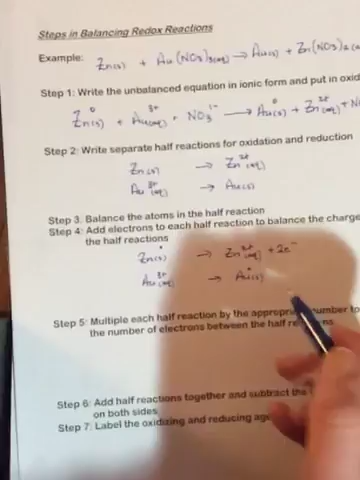 Steps in Balancing Redox Reactions
Example: Zn(s) + Au(NO3)3(aq) → Au(s) + Zn(NO3)2(
Step 1: Write the unbalanced equation in ionic form and put in oxid
0 3+ 1- 0 2+
Zn(s) + Au(aq) + NO3 → Au(s) + Zn(aq) + N
Step 2: Write separate half reactions for oxidation and reduction
Zn(s) → Zn2+(aq)
Au3+(aq) → Au(s)
Step 3. Balance the atoms in the half reaction
Step 4: Add electrons to each half reaction to balance the charge
the half reactions
Zn(s) → Zn2+(aq) + 2e-
Au3+(aq) → Au(s)
Step 5: Multiple each half reaction by the appropri number to
the number of electrons between the half re ons
Step 6: Add half reactions together and subtract the
on both sides
Step 7: Label the oxidizing and reducing age